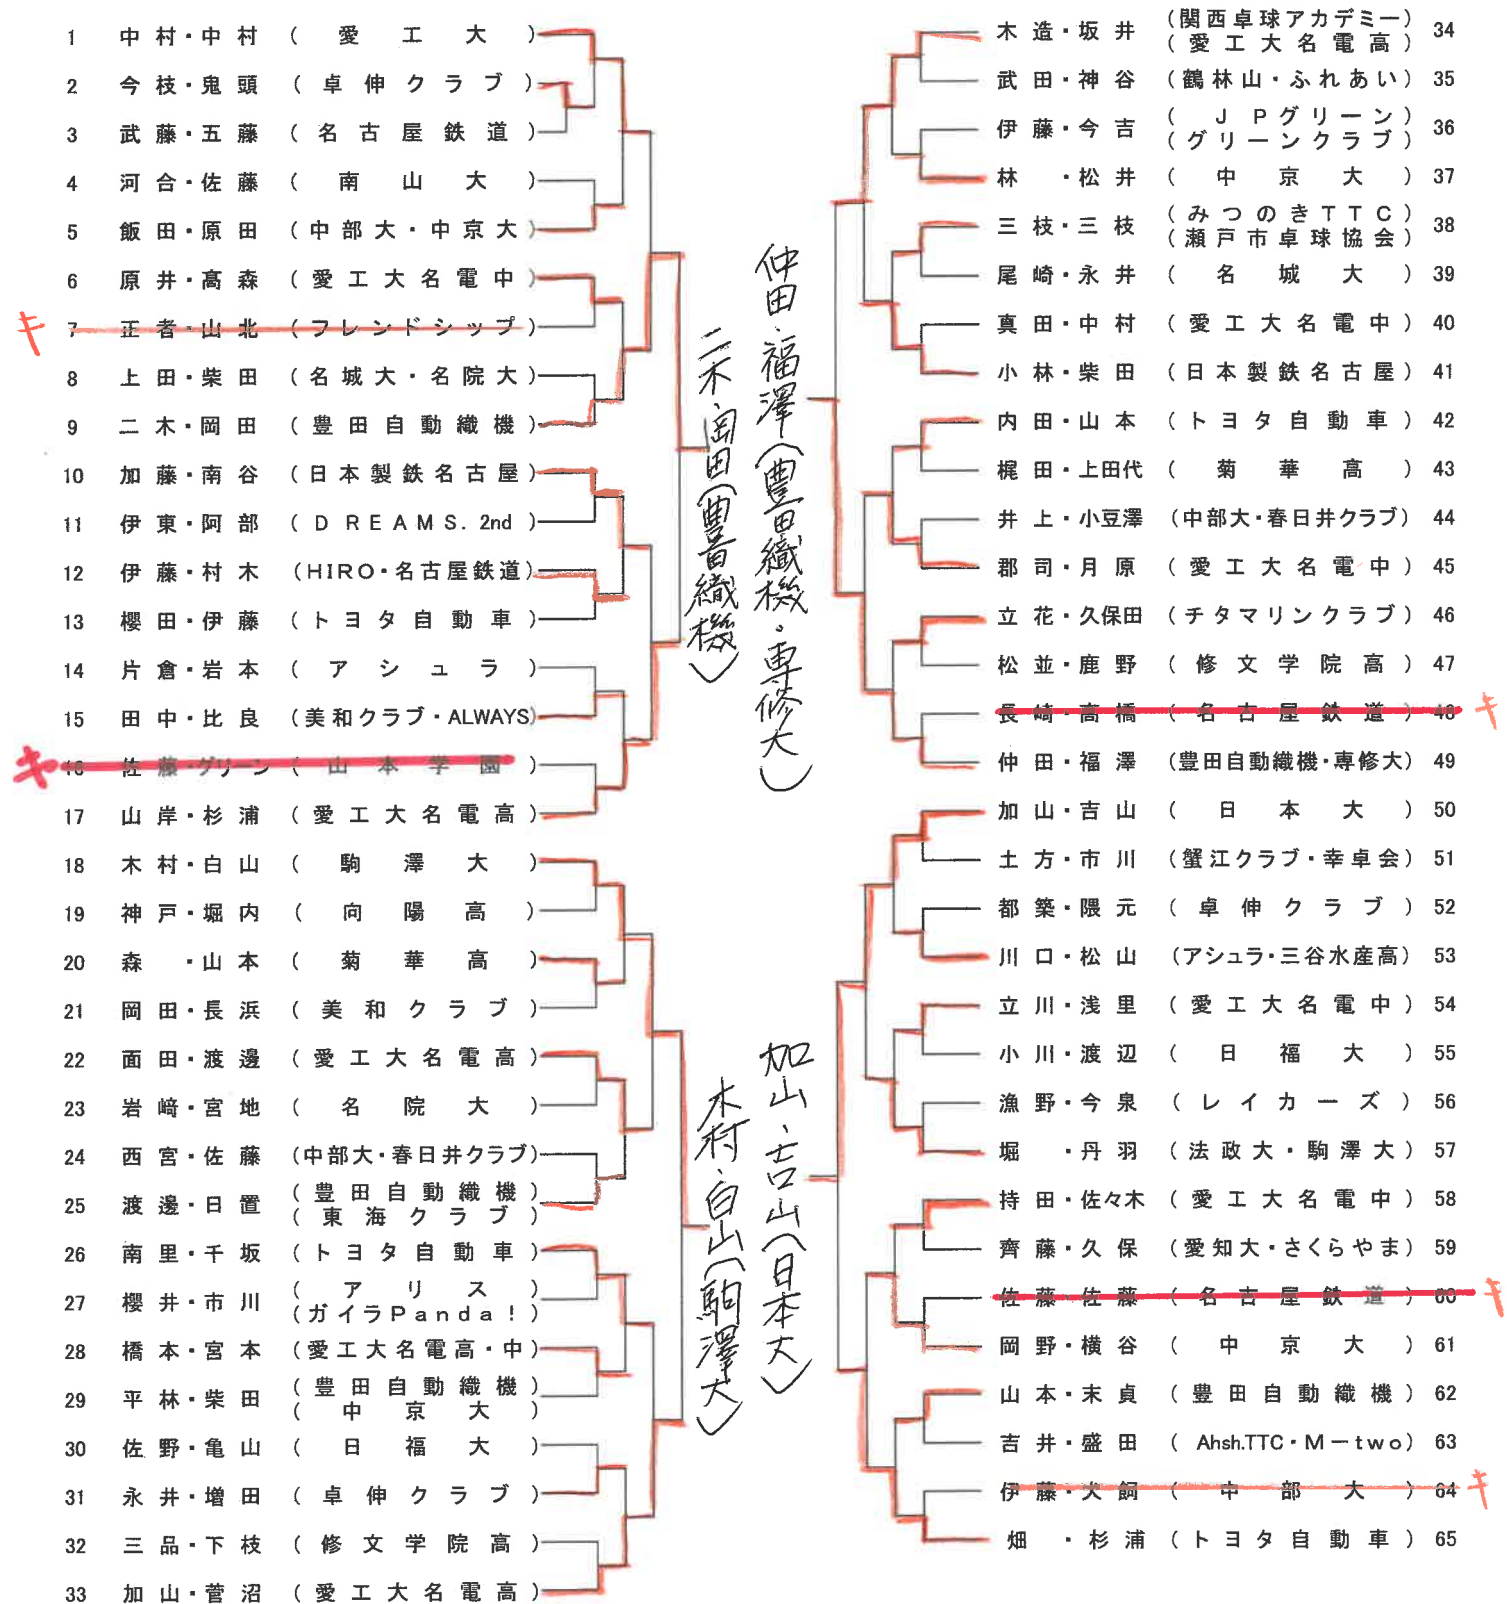 1 中村・中村 （愛工大）
2 今枝・鬼頭 （卓伸クラブ）
3 武藤・五藤 （名古屋鉄道）
4 河合・佐藤 （南山大）
5 飯田・原田 （中部大・中京大）
6 原井・髙森 （愛工大名電中）
キ 7 正者・山北 （フレンドシップ）
8 上田・柴田 （名城大・名院大）
9 二木・岡田 （豊田自動織機）
10 加藤・南谷 （日本製鉄名古屋）
11 伊東・阿部 （DREAMS. 2nd）
12 伊藤・村木 （HIRO・名古屋鉄道）
13 櫻田・伊藤 （トヨタ自動車）
14 片倉・岩本 （アシュラ）
15 田中・比良 （美和クラブ・ALWAYS）
キ 16 佐藤・グリーン （山本学園）
17 山岸・杉浦 （愛工大名電高）
18 木村・白山 （駒澤大）
19 神戸・堀内 （向陽高）
20 森・山本 （菊華高）
21 岡田・長浜 （美和クラブ）
22 面田・渡邊 （愛工大名電高）
23 岩﨑・宮地 （名院大）
24 西宮・佐藤 （中部大・春日井クラブ）
25 渡邊・日置 （豊田自動織機）
（東海クラブ）
26 南里・千坂 （トヨタ自動車）
27 櫻井・市川 （アリス）
（ガイラPanda！）
28 橋本・宮本 （愛工大名電高・中）
29 平林・柴田 （豊田自動織機）
（中京大）
30 佐野・亀山 （日福大）
31 永井・増田 （卓伸クラブ）
32 三品・下枝 （修文学院高）
33 加山・菅沼 （愛工大名電高）
二木・岡田（豊田織機）
仲田・福澤（豊田織機・専修大）
木村・白山（駒澤大）
加山・吉山（日本大）
木造・坂井 （関西卓球アカデミー） 34
（愛工大名電高）
武田・神谷 （鶴林山・ふれあい） 35
伊藤・今吉 （JPグリーン） 36
（グリーンクラブ）
林・松井 （中京大） 37
三枝・三枝 （みつのきTTC） 38
（瀬戸市卓球協会）
尾崎・永井 （名城大） 39
真田・中村 （愛工大名電中） 40
小林・柴田 （日本製鉄名古屋） 41
内田・山本 （トヨタ自動車） 42
梶田・上田代 （菊華高） 43
井上・小豆澤 （中部大・春日井クラブ） 44
郡司・月原 （愛工大名電中） 45
立花・久保田 （チタマリンクラブ） 46
松並・鹿野 （修文学院高） 47
長崎・高橋 （名古屋鉄道） 48 キ
仲田・福澤 （豊田自動織機・専修大） 49
加山・吉山 （日本大） 50
土方・市川 （蟹江クラブ・幸卓会） 51
都築・隈元 （卓伸クラブ） 52
川口・松山 （アシュラ・三谷水産高） 53
立川・浅里 （愛工大名電中） 54
小川・渡辺 （日福大） 55
漁野・今泉 （レイカーズ） 56
堀・丹羽 （法政大・駒澤大） 57
持田・佐々木 （愛工大名電中） 58
齊藤・久保 （愛知大・さくらやま） 59
佐藤・佐藤 （名古屋鉄道） 60 キ
岡野・横谷 （中京大） 61
山本・末貞 （豊田自動織機） 62
吉井・盛田 （Ahsh.TTC・M－two） 63
伊藤・犬飼 （中部大） 64 キ
畑・杉浦 （トヨタ自動車） 65